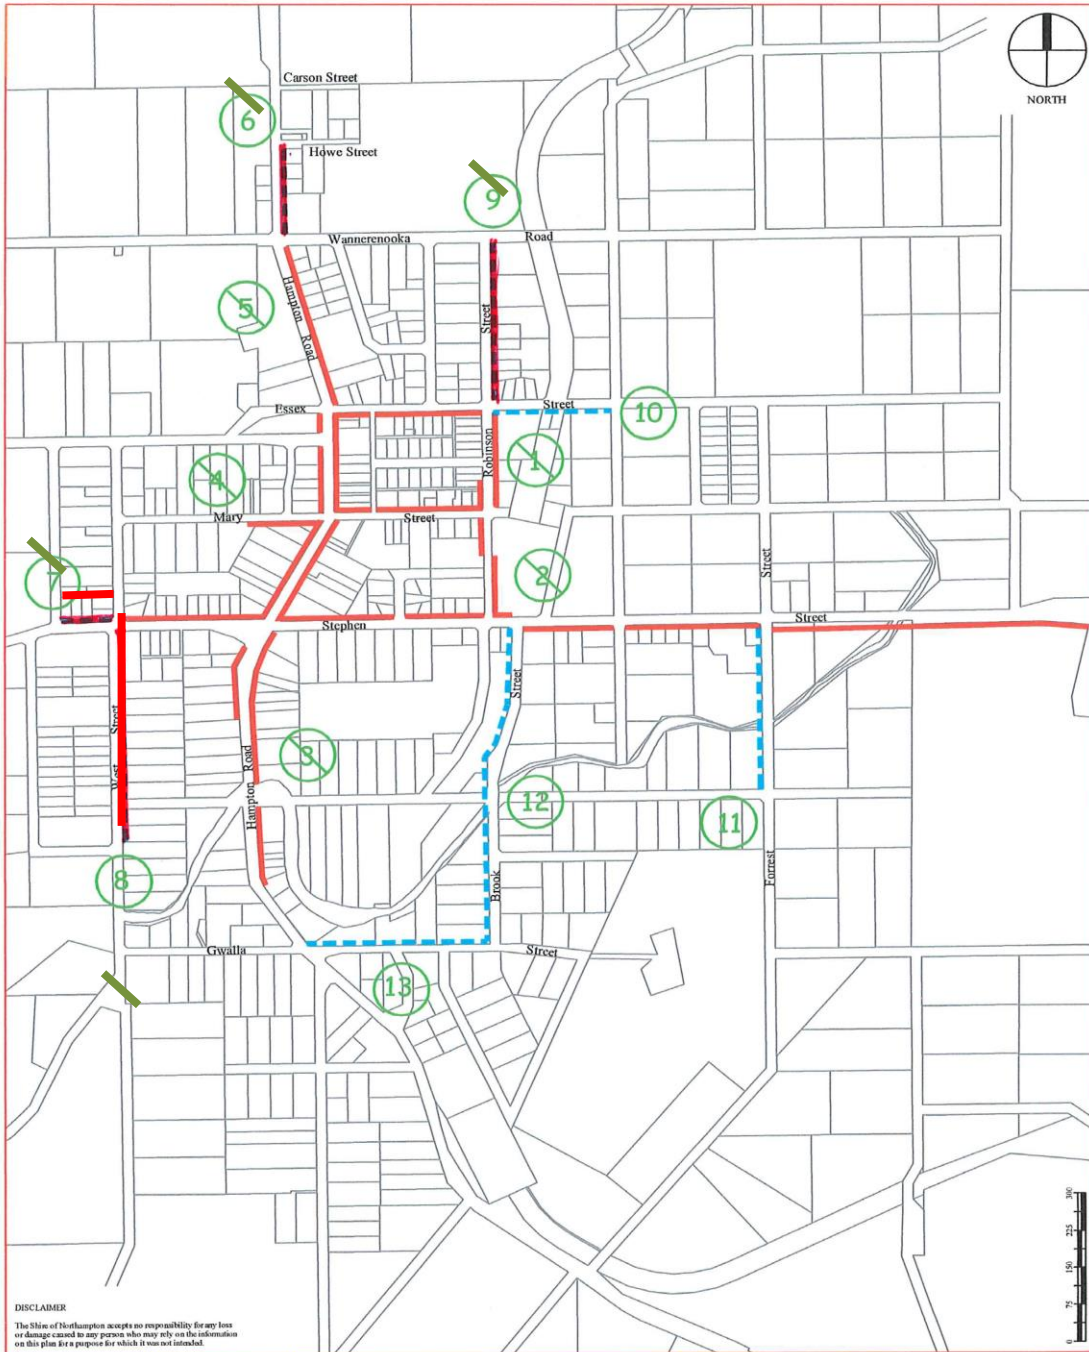 Carson Street
NORTH
6
Howe Street
9
Wannerenooka
Road
5
Hampton
Road
Street
Essex
Street
10
Robinson
1
4
Mary
Street
7
2
Street
Stephen
Street
Street
West Street
3
Hampton Road
12
11
8
Brook
Forrest
Gwalla
Street
13
300
225
150
75
0
DISCLAIMER
The Shire of Northampton accepts no responsibility for any loss
or damage caused to any person who may rely on the information
on this plan for a purpose for which it was not intended.